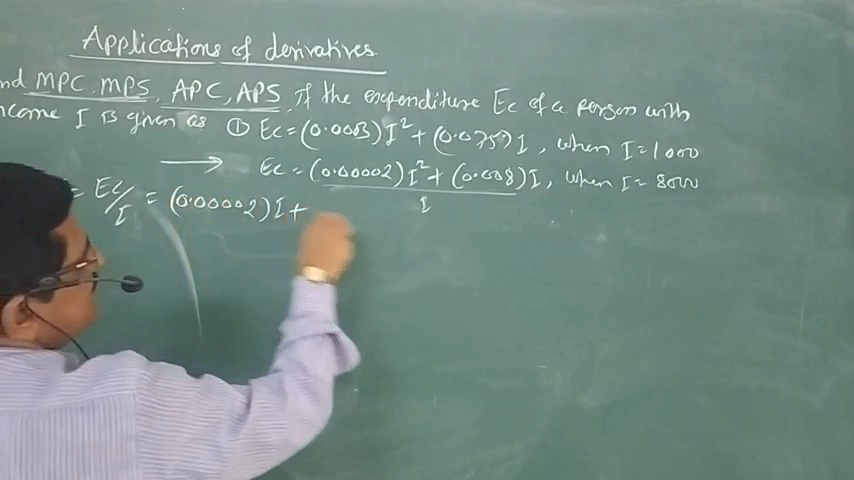 Applications of derivatives
nd MPC, MPS, APC, APS, if the expenditure Ec of a person with
ncome I is given as ① Ec = (0.0003)I² + (0.075)I, when I = 1000
→ Ec = (0.00002)I² + (0.008)I, when I = 8000
I
= Ec/I = (0.00002)I +